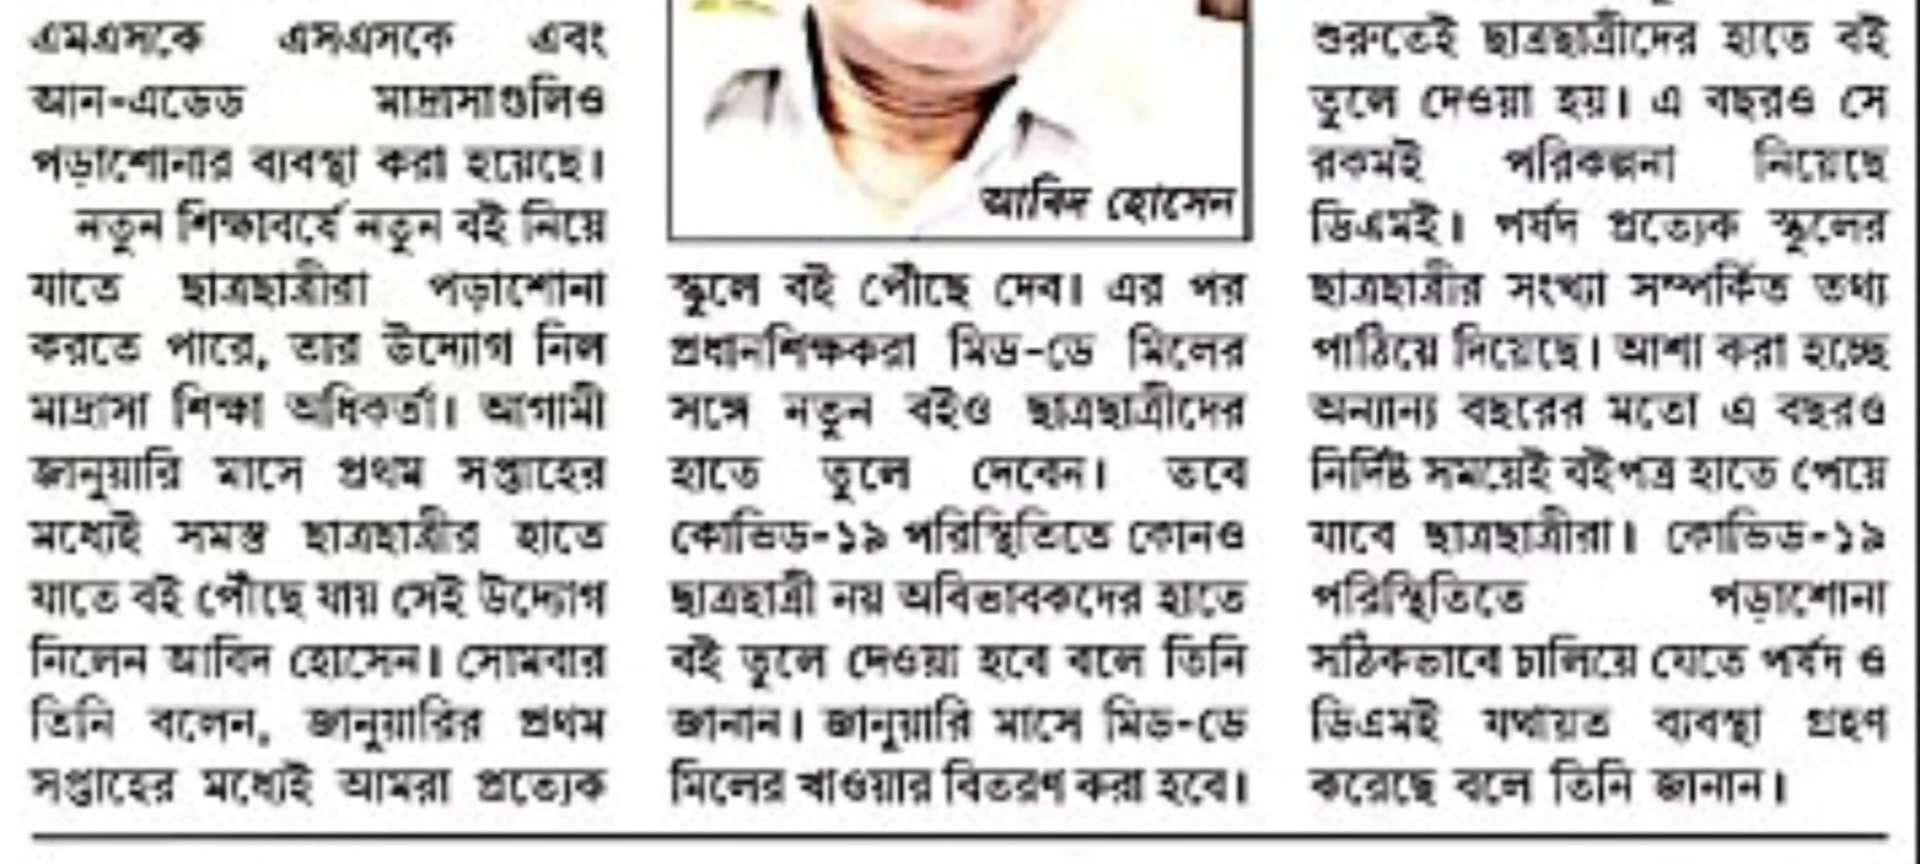 এমএসকে এসএসকে এবং
আন-এডেড মাদ্রাসাগুলিও
পড়াশোনার ব্যবস্থা করা হয়েছে।
নতুন শিক্ষাবর্ষে নতুন বই নিয়ে
যাতে ছাত্রছাত্রীরা পড়াশোনা
করতে পারে, তার উদ্যোগ নিল
মাদ্রাসা শিক্ষা অধিকর্তা। আগামী
জানুয়ারি মাসে প্রথম সপ্তাহের
মধ্যেই সমস্ত ছাত্রছাত্রীর হাতে
যাতে বই পৌঁছে যায় সেই উদ্যোগ
নিলেন আবিদ হোসেন। সোমবার
তিনি বলেন, জানুয়ারির প্রথম
সপ্তাহের মধ্যেই আমরা প্রত্যেক
আবিদ হোসেন
স্কুলে বই পৌঁছে দেব। এর পর
প্রধানশিক্ষকরা মিড-ডে মিলের
সঙ্গে নতুন বইও ছাত্রছাত্রীদের
হাতে তুলে দেবেন। তবে
কোভিড-১৯ পরিস্থিতিতে কোনও
ছাত্রছাত্রী নয় অবিভাবকদের হাতে
বই তুলে দেওয়া হবে বলে তিনি
জানান। জানুয়ারি মাসে মিড-ডে
মিলের খাওয়ার বিতরণ করা হবে।
শুরুতেই ছাত্রছাত্রীদের হাতে বই
তুলে দেওয়া হয়। এ বছরও সে
রকমই পরিকল্পনা নিয়েছে
ডিএমই। পর্ষদ প্রত্যেক স্কুলের
ছাত্রছাত্রীর সংখ্যা সম্পর্কিত তথ্য
পাঠিয়ে দিয়েছে। আশা করা হচ্ছে
অন্যান্য বছরের মতো এ বছরও
নির্দিষ্ট সময়েই বইপত্র হাতে পেয়ে
যাবে ছাত্রছাত্রীরা। কোভিড-১৯
পরিস্থিতিতে পড়াশোনা
সঠিকভাবে চালিয়ে যেতে পর্ষদ ও
ডিএমই যথাযত ব্যবস্থা গ্রহণ
করেছে বলে তিনি জানান।